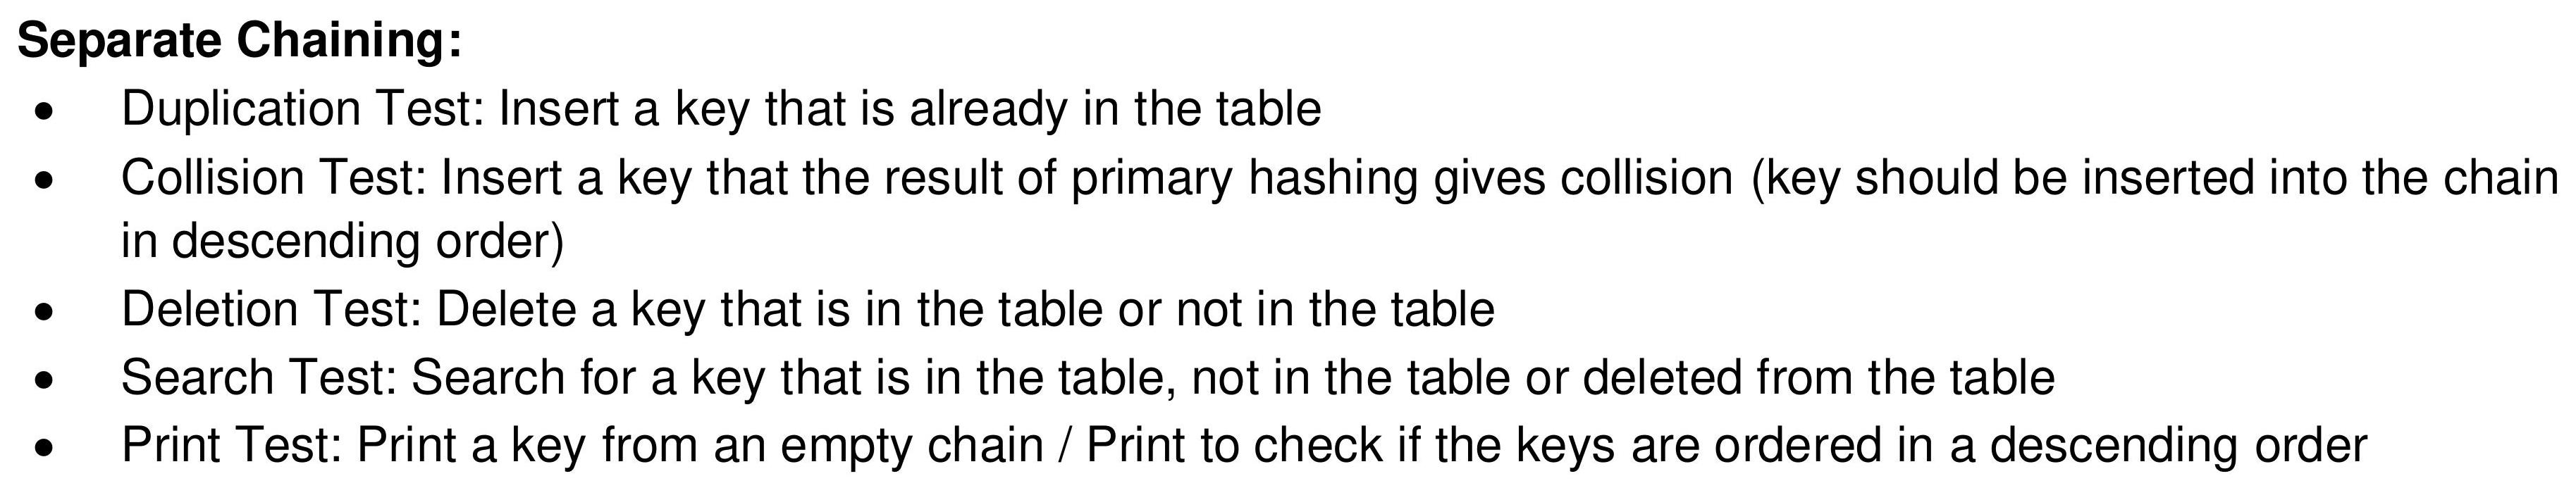 Separate Chaining:
• Duplication Test: Insert a key that is already in the table
• Collision Test: Insert a key that the result of primary hashing gives collision (key should be inserted into the chain
in descending order)
• Deletion Test: Delete a key that is in the table or not in the table
• Search Test: Search for a key that is in the table, not in the table or deleted from the table
• Print Test: Print a key from an empty chain / Print to check if the keys are ordered in a descending order